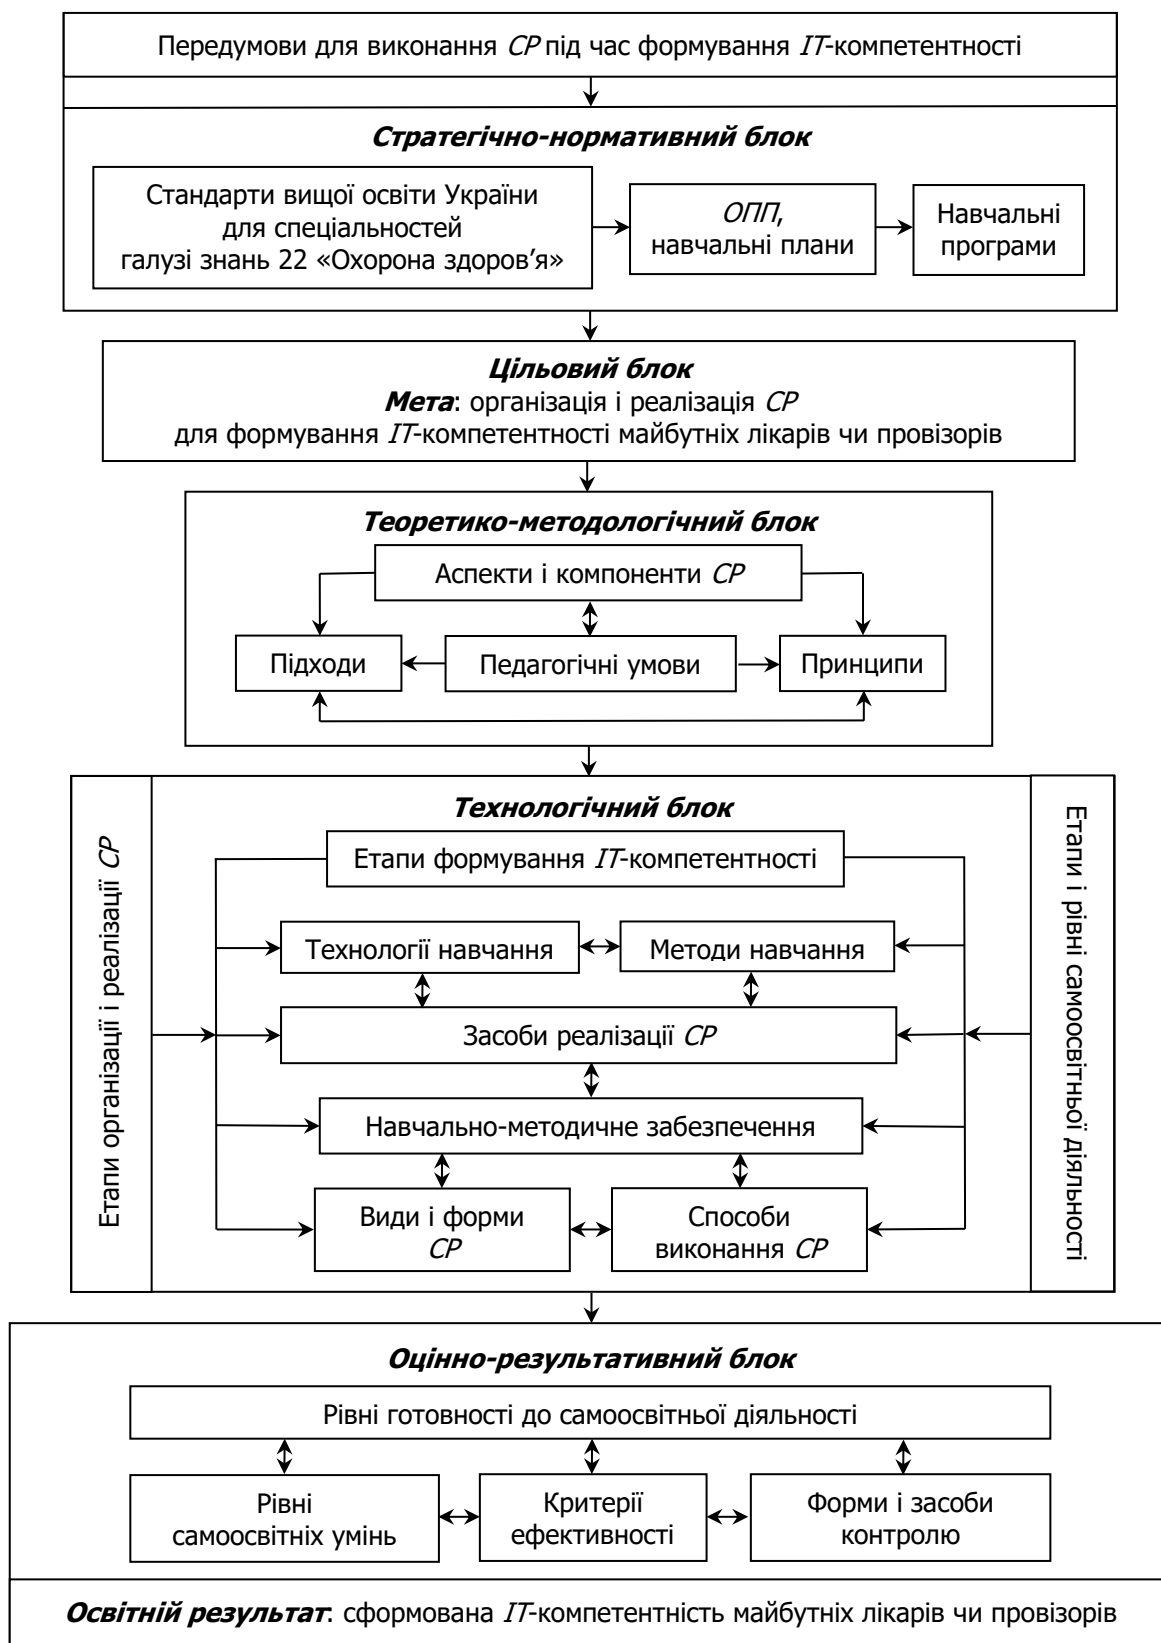 Передумови для виконання СР під час формування ІТ-компетентності
Стратегічно-нормативний блок
Стандарти вищої освіти України
для спеціальностей
галузі знань 22 «Охорона здоров’я»
ОПП,
навчальні плани
Навчальні
програми
Цільовий блок
Мета: організація і реалізація СР
для формування ІТ-компетентності майбутніх лікарів чи провізорів
Теоретико-методологічний блок
Аспекти і компоненти СР
Підходи
Педагогічні умови
Принципи
Етапи організації і реалізації СР
Технологічний блок
Етапи формування ІТ-компетентності
Технології навчання
Методи навчання
Засоби реалізації СР
Навчально-методичне забезпечення
Види і форми
СР
Способи
виконання СР
Етапи і рівні самоосвітньої діяльності
Оцінно-результативний блок
Рівні готовності до самоосвітньої діяльності
Рівні
самоосвітніх умінь
Критерії
ефективності
Форми і засоби
контролю
Освітній результат: сформована ІТ-компетентність майбутніх лікарів чи провізорів